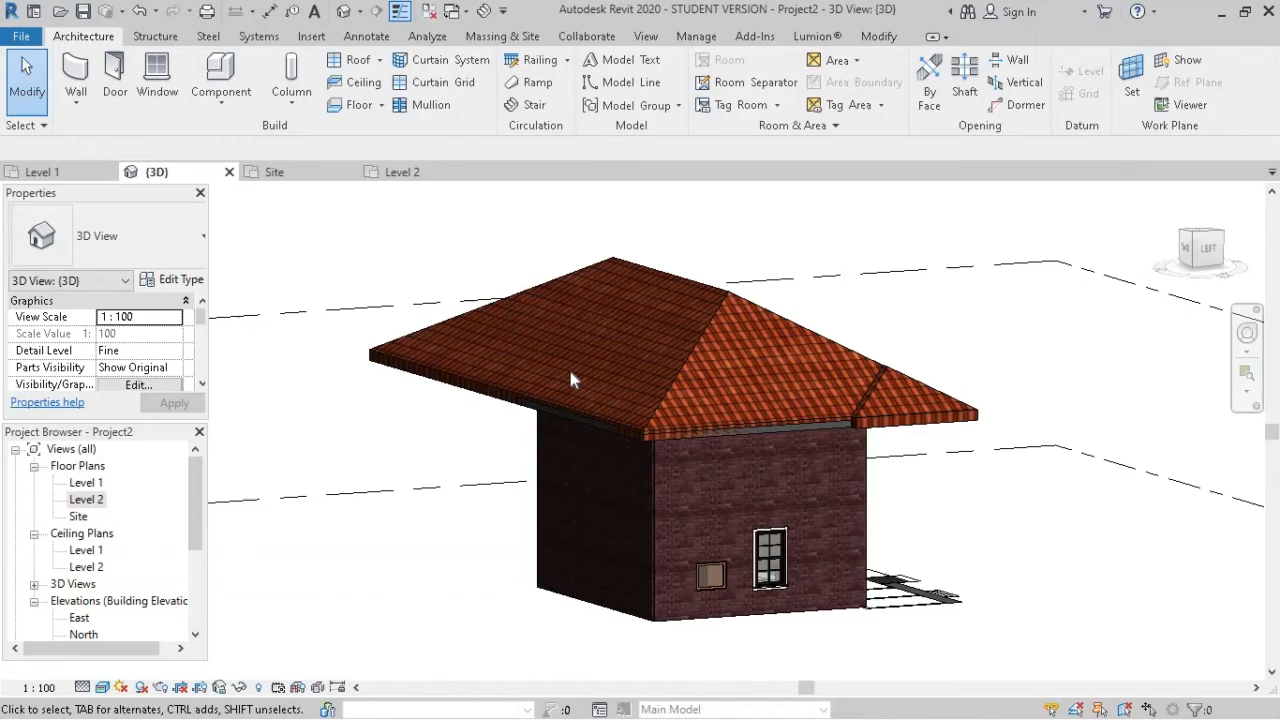 Autodesk Revit 2020 - STUDENT VERSION - Project2 - 3D View: {3D}
Sign In
File Architecture Structure Steel Systems Insert Annotate Analyze Massing & Site Collaborate View Manage Add-Ins Lumion® Modify
Modify Wall Door Window Component Column
Roof Curtain System
Ceiling Curtain Grid
Floor Mullion
Railing
Ramp
Stair
Model Text
Model Line
Model Group
Room
Room Separator
Tag Room
Area
Area Boundary
Tag Area
By Face
Shaft
Wall
Vertical
Dormer
Level
Grid
Set
Show
Ref Plane
Viewer
Select Build Circulation Model Room & Area Opening Datum Work Plane
Level 1 {3D} Site Level 2
Properties
3D View
3D View: {3D} Edit Type
Graphics
View Scale 1 : 100
Scale Value 1: 100
Detail Level Fine
Parts Visibility Show Original
Visibility/Grap... Edit...
Properties help Apply
Project Browser - Project2
Views (all)
Floor Plans
Level 1
Level 2
Site
Ceiling Plans
Level 1
Level 2
3D Views
Elevations (Building Elevatic
East
North
LEFT
1 : 100
Click to select, TAB for alternates, CTRL adds, SHIFT unselects.
:0
Main Model
:0